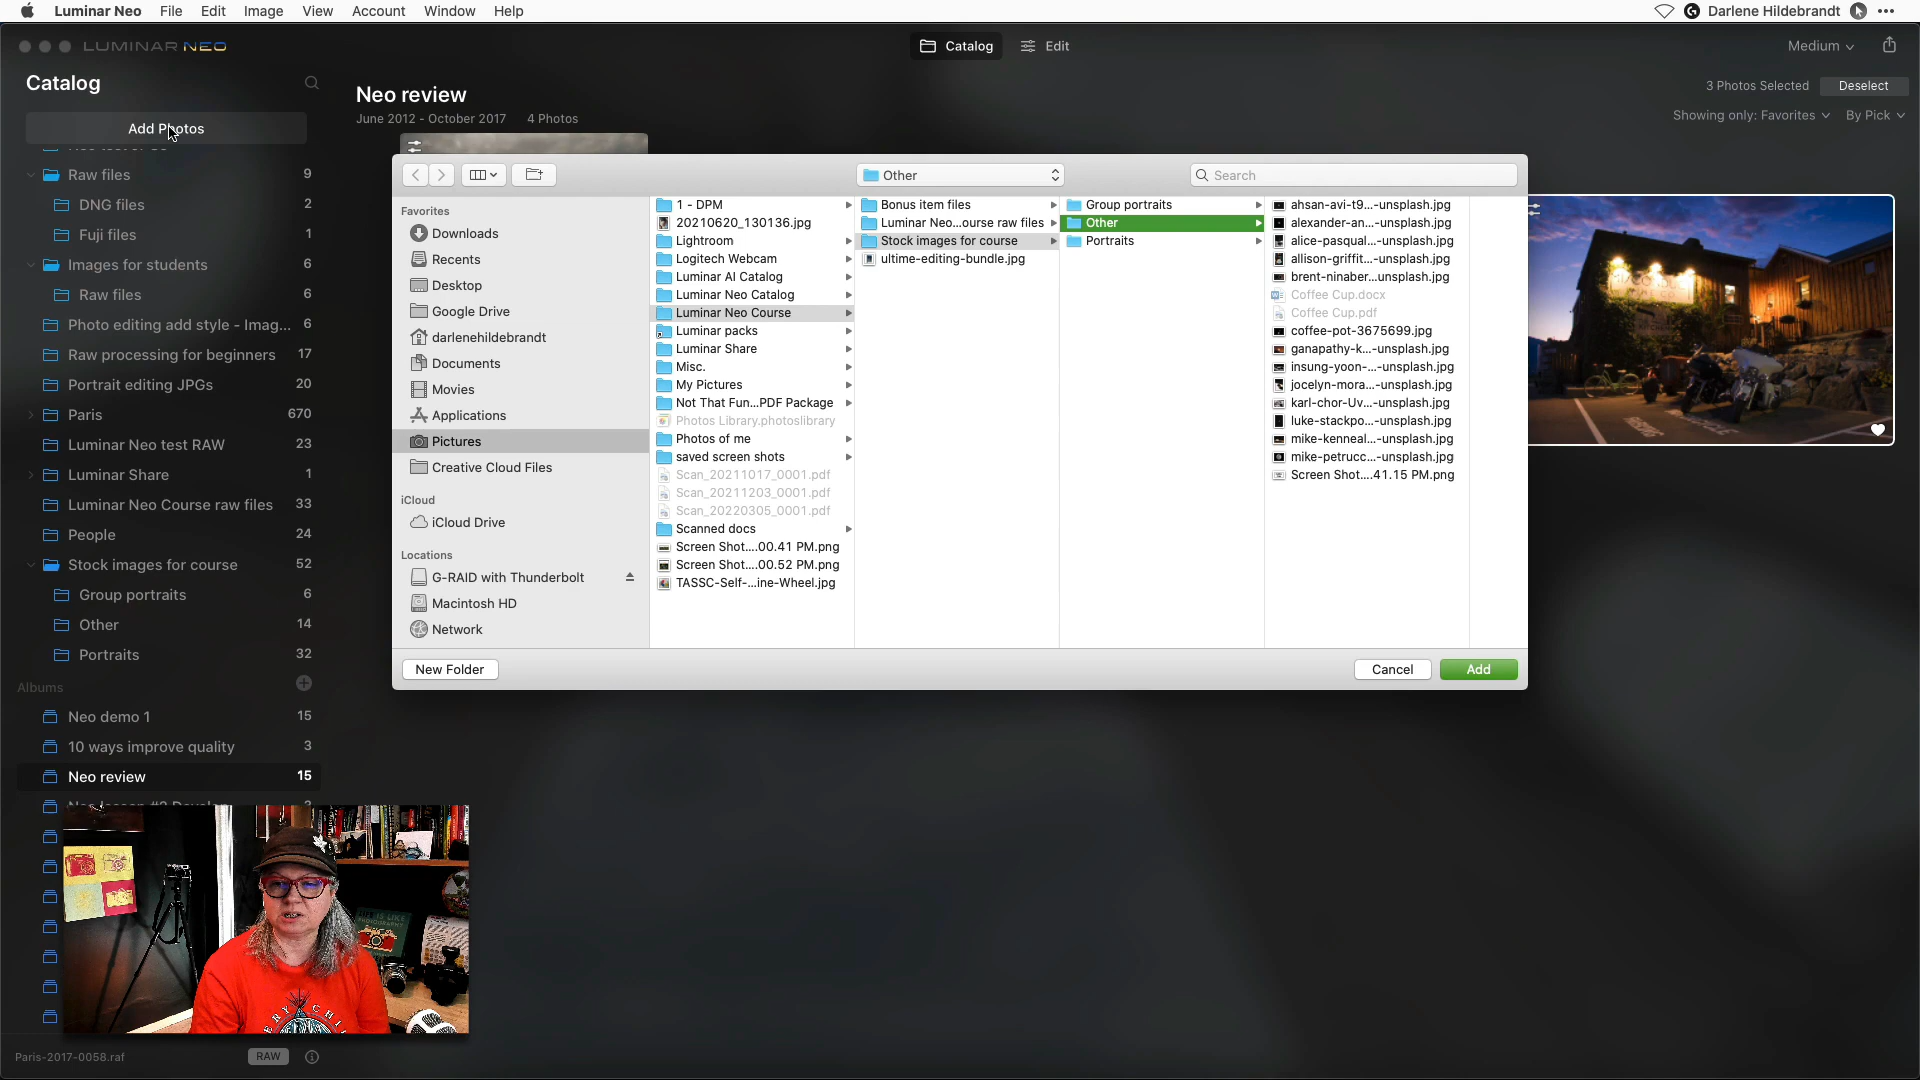 Luminar Neo File Edit Image View Account Window Help Darlene Hildebrandt
LUMINAR NEO Catalog Edit Medium
Catalog
Neo review
June 2012 - October 2017 4 Photos
3 Photos Selected Deselect
Showing only: Favorites By Pick
Add Photos
Raw files 9
DNG files 2
Fuji files 1
Images for students 6
Raw files 6
Photo editing add style - Imag... 6
Raw processing for beginners 17
Portrait editing JPGs 20
Paris 670
Luminar Neo test RAW 23
Luminar Share 1
Luminar Neo Course raw files 33
People 24
Stock images for course 52
Group portraits 6
Other 14
Portraits 32
Albums
Neo demo 1 15
10 ways improve quality 3
Neo review 15
Paris-2017-0058.raf RAW
Other Search
Favorites
Downloads
Recents
Desktop
Google Drive
darlenehildebrandt
Documents
Movies
Applications
Pictures
Creative Cloud Files
iCloud
iCloud Drive
Locations
G-RAID with Thunderbolt
Macintosh HD
Network
1 - DPM
20210620_130136.jpg
Lightroom
Logitech Webcam
Luminar AI Catalog
Luminar Neo Catalog
Luminar Neo Course
Luminar packs
Luminar Share
Misc.
My Pictures
Not That Fun...PDF Package
Photos Library.photoslibrary
Photos of me
saved screen shots
Scan_20211017_0001.pdf
Scan_20211203_0001.pdf
Scan_20220305_0001.pdf
Scanned docs
Screen Shot....00.41 PM.png
Screen Shot....00.52 PM.png
TASSC-Self-...ine-Wheel.jpg
Bonus item files
Luminar Neo...ourse raw files
Stock images for course
ultime-editing-bundle.jpg
Group portraits
Other
Portraits
ahsan-avi-t9...-unsplash.jpg
alexander-an...-unsplash.jpg
alice-pasqual...-unsplash.jpg
allison-griffit...-unsplash.jpg
brent-ninaber...unsplash.jpg
Coffee Cup.docx
Coffee Cup.pdf
coffee-pot-3675699.jpg
ganapathy-k...-unsplash.jpg
insung-yoon-...-unsplash.jpg
jocelyn-mora...-unsplash.jpg
karl-chor-Uv...-unsplash.jpg
luke-stackpo...-unsplash.jpg
mike-kenneal...-unsplash.jpg
mike-petrucc...-unsplash.jpg
Screen Shot....41.15 PM.png
New Folder Cancel Add